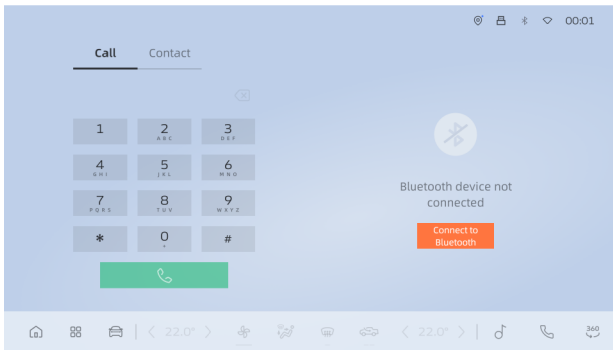 00:01
Call Contact
1 2 3
ABC DEF
4 5 6
GHI JKL MNO
7 8 9
PQRS TUV WXYZ
* 0 #
+
Bluetooth device not
connected
Connect to
Bluetooth
22.0° 22.0° 360